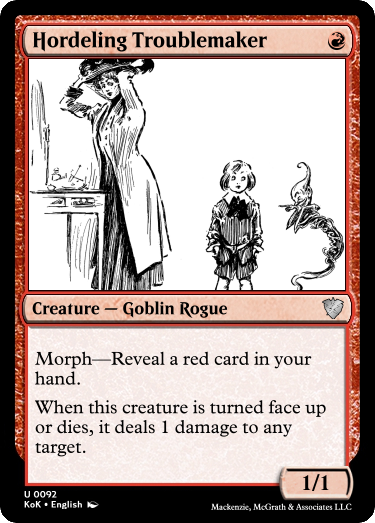 Hordeling Troublemaker
Creature — Goblin Rogue
Morph—Reveal a red card in your
hand.
When this creature is turned face up
or dies, it deals 1 damage to any
target.
1/1
U 0092
KoK • English
Mackenzie, McGrath & Associates LLC